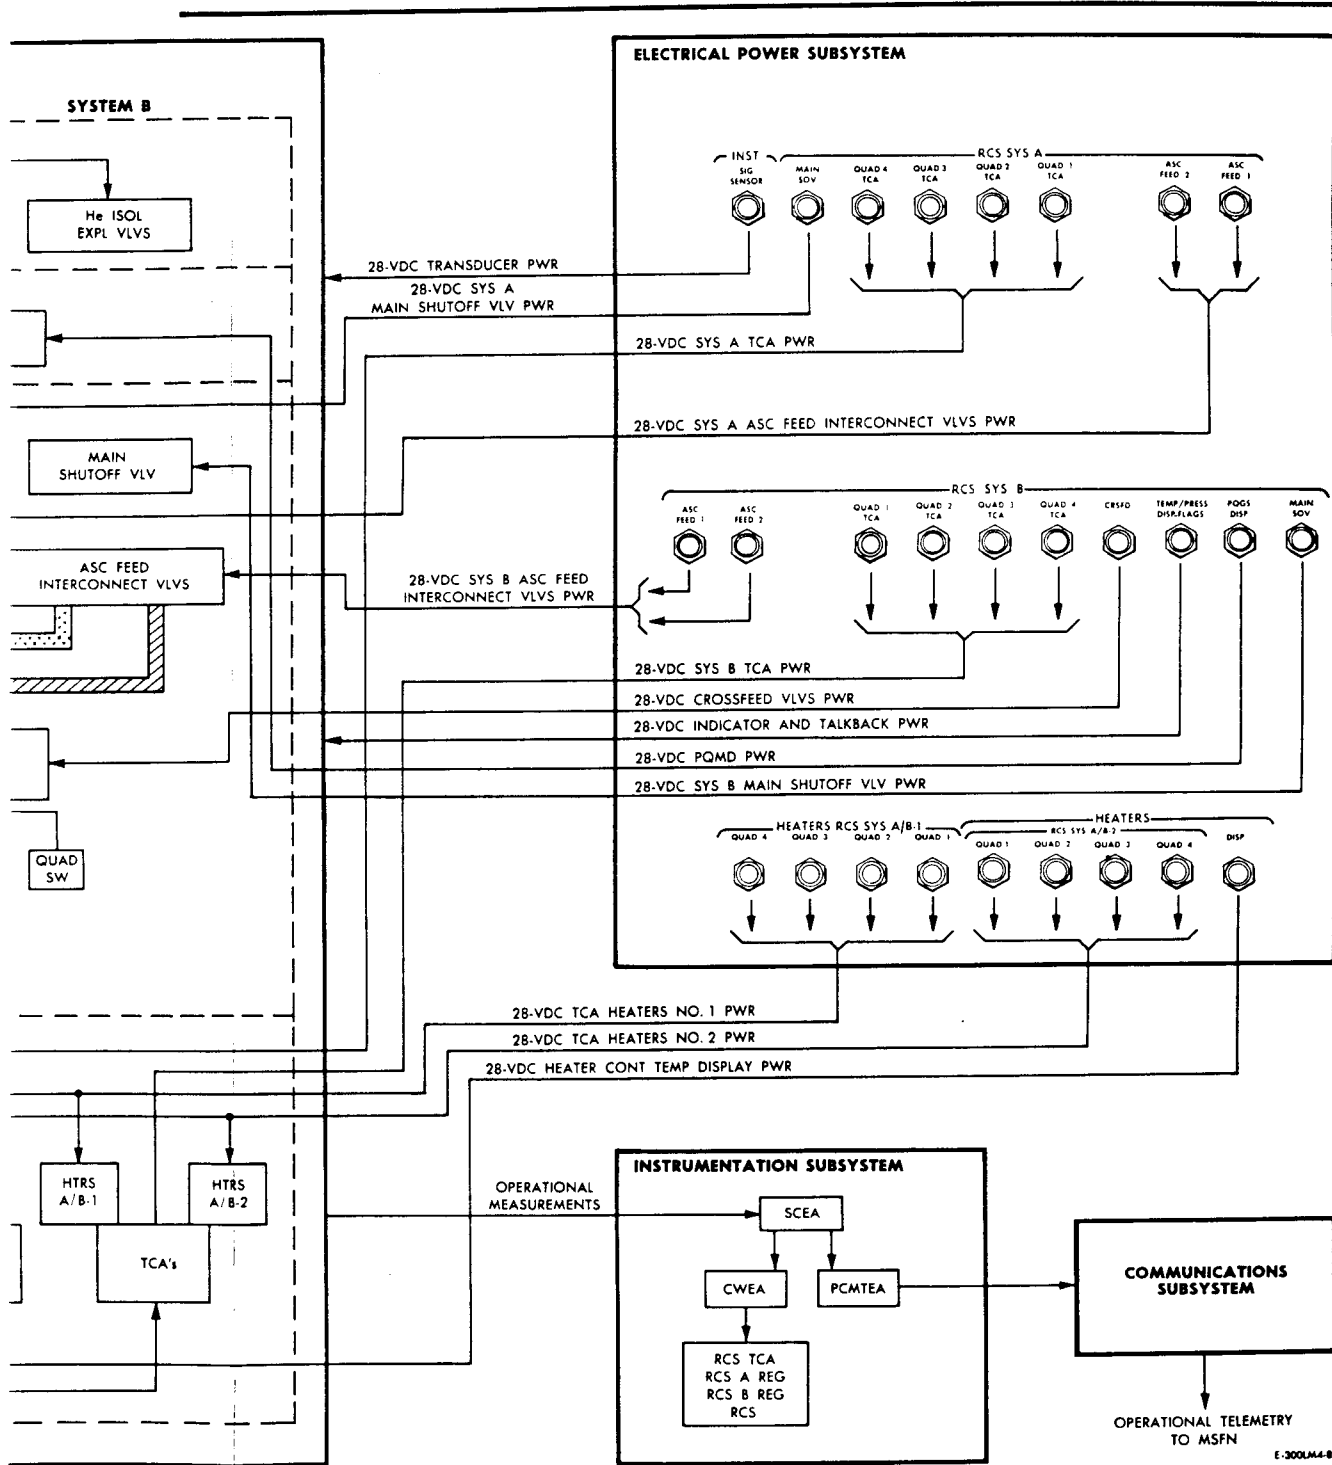 ELECTRICAL POWER SUBSYSTEM
SYSTEM B
He ISOL
EXPL VLVS
INST
SIG
SENSOR
RCS SYS A
MAIN
SOV
QUAD 4
TCA
QUAD 3
TCA
QUAD 2
TCA
QUAD 1
TCA
ASC
FEED 2
ASC
FEED 1
28-VDC TRANSDUCER PWR
28-VDC SYS A
MAIN SHUTOFF VLV PWR
28-VDC SYS A TCA PWR
28-VDC SYS A ASC FEED INTERCONNECT VLVS PWR
MAIN
SHUTOFF VLV
RCS SYS B
ASC
FEED 1
ASC
FEED 2
QUAD 1
TCA
QUAD 2
TCA
QUAD 3
TCA
QUAD 4
TCA
CRSFD
TEMP/PRESS
DISP.FLAGS
PQGS
DISP
MAIN
SOV
ASC FEED
INTERCONNECT VLVS
28-VDC SYS B ASC FEED
INTERCONNECT VLVS PWR
28-VDC SYS B TCA PWR
28-VDC CROSSFEED VLVS PWR
28-VDC INDICATOR AND TALKBACK PWR
28-VDC PQMD PWR
28-VDC SYS B MAIN SHUTOFF VLV PWR
HEATERS RCS SYS A/B-1
QUAD 4
QUAD 3
QUAD 2
QUAD 1
HEATERS
RCS SYS A/B-2
QUAD 1
QUAD 2
QUAD 3
QUAD 4
DISP
QUAD
SW
28-VDC TCA HEATERS NO. 1 PWR
28-VDC TCA HEATERS NO. 2 PWR
28-VDC HEATER CONT TEMP DISPLAY PWR
HTRS
A/B-1
HTRS
A/B-2
TCA's
OPERATIONAL
MEASUREMENTS
INSTRUMENTATION SUBSYSTEM
SCEA
CWEA
PCMTEA
RCS TCA
RCS A REG
RCS B REG
RCS
COMMUNICATIONS
SUBSYSTEM
OPERATIONAL TELEMETRY
TO MSFN
E-300LM4-8